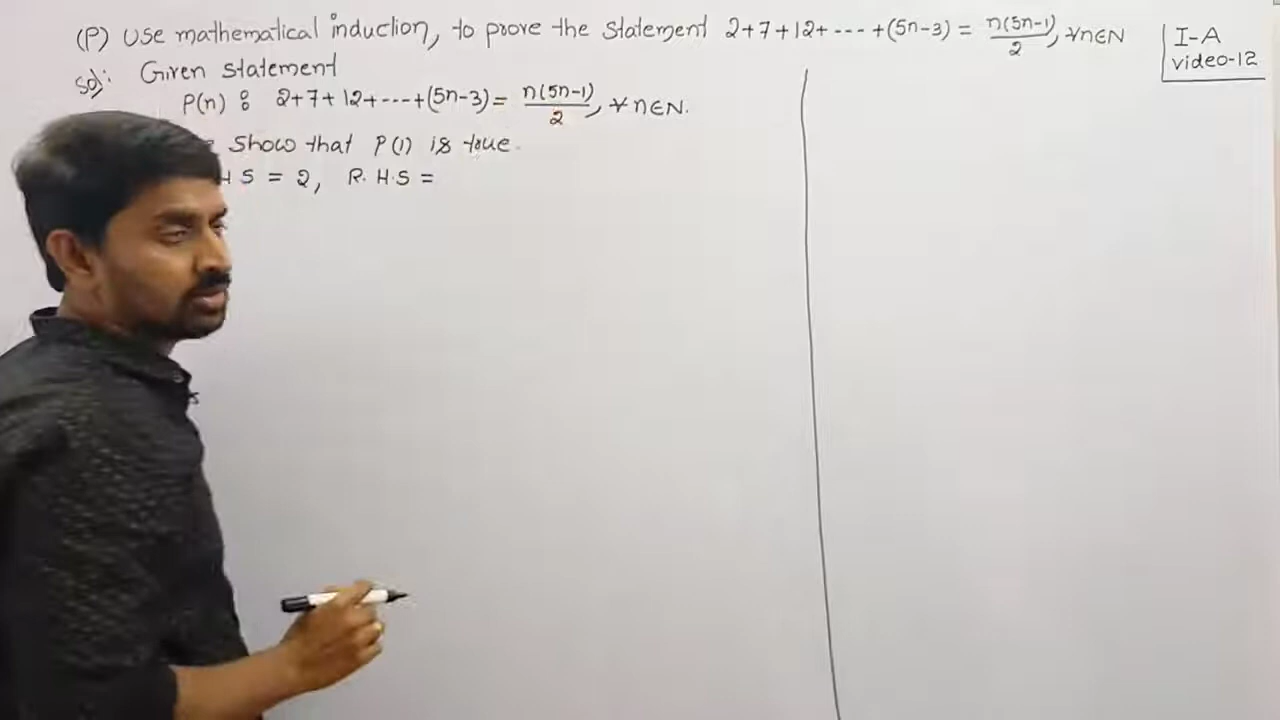 (P) Use mathematical induction, to prove the statement 2+7+12+----+(5n-3) = n(5n-1)/2, ∀n∈N
I-A
video-12
Sol: Given statement
P(n) : 2+7+12+----+(5n-3) = n(5n-1)/2, ∀ n∈N.
show that P(1) is true.
H S = 2, R.H.S =